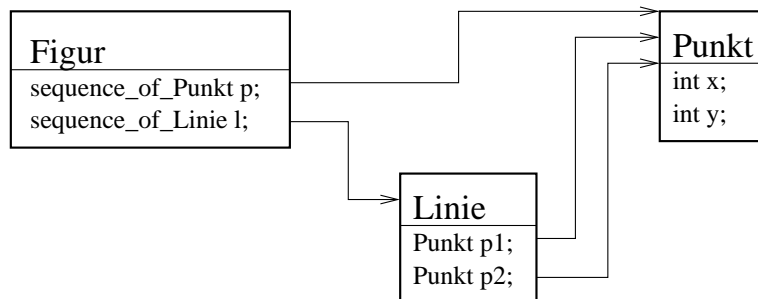 Figur
sequence_of_Punkt p;
sequence_of_Linie l;
Punkt
int x;
int y;
Linie
Punkt p1;
Punkt p2;